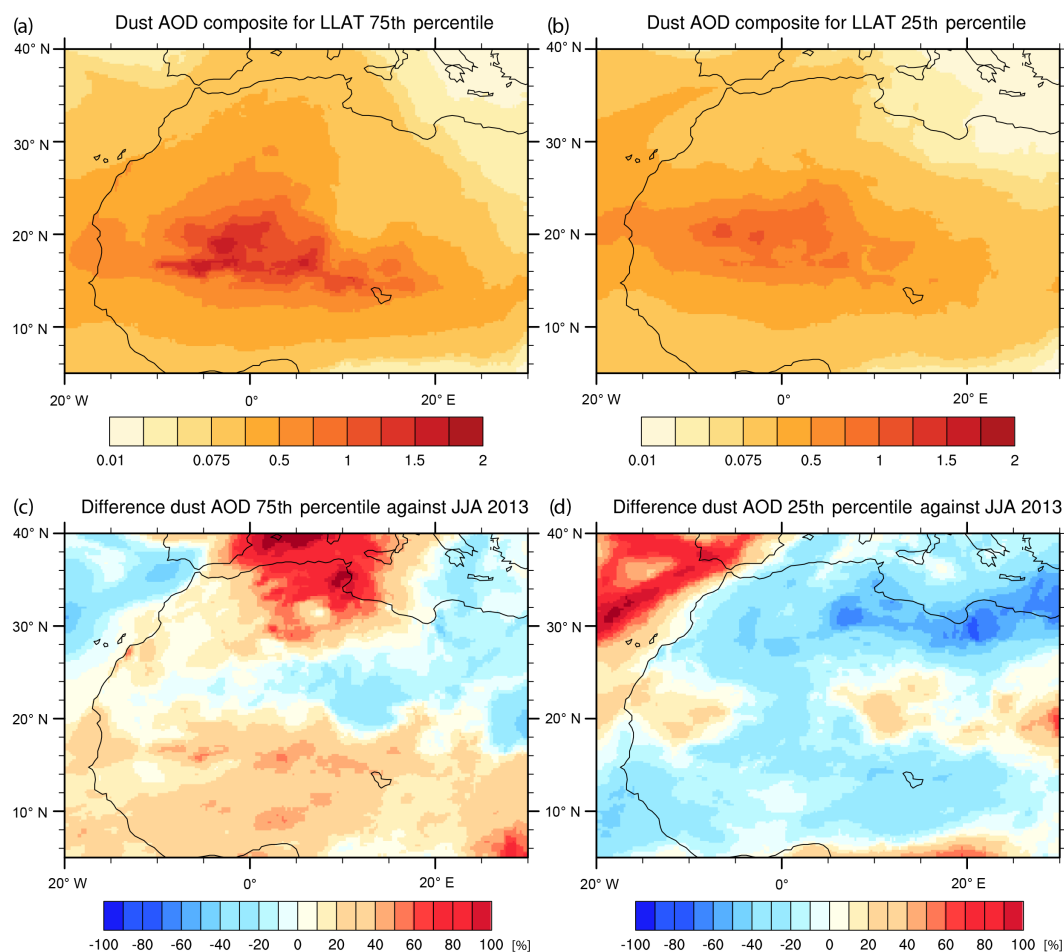 (a) Dust AOD composite for LLAT 75th percentile
40° N
30° N
20° N
10° N
20° W 0° 20° E
0.01 0.075 0.5 1 1.5 2
(b) Dust AOD composite for LLAT 25th percentile
40° N
30° N
20° N
10° N
20° W 0° 20° E
0.01 0.075 0.5 1 1.5 2
(c) Difference dust AOD 75th percentile against JJA 2013
40° N
30° N
20° N
10° N
20° W 0° 20° E
-100 -80 -60 -40 -20 0 20 40 60 80 100 [%]
(d) Difference dust AOD 25th percentile against JJA 2013
40° N
30° N
20° N
10° N
20° W 0° 20° E
-100 -80 -60 -40 -20 0 20 40 60 80 100 [%]